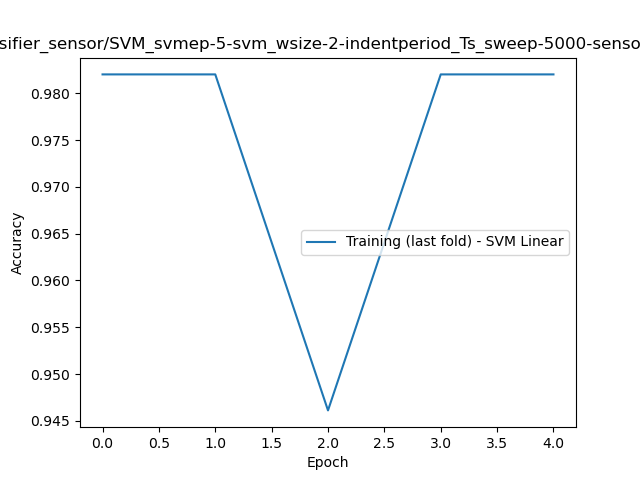 sifier_sensor/SVM_svmep-5-svm_wsize-2-indentperiod_Ts_sweep-5000-senso
0.980
0.975
0.970
0.965
0.960
0.955
0.950
0.945
Accuracy
Training (last fold) - SVM Linear
0.0 0.5 1.0 1.5 2.0 2.5 3.0 3.5 4.0
Epoch